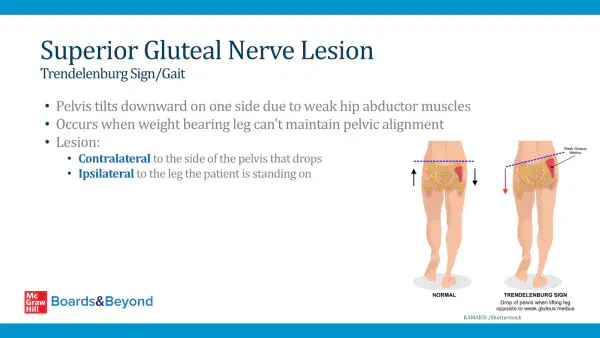 Superior Gluteal Nerve Lesion
Trendelenburg Sign/Gait
• Pelvis tilts downward on one side due to weak hip abductor muscles
• Occurs when weight bearing leg can't maintain pelvic alignment
• Lesion:
• Contralateral to the side of the pelvis that drops
• Ipsilateral to the leg the patient is standing on
Weak Gluteus
Medius
NORMAL
TRENDELENBURG SIGN
Drop of pelvis when lifting leg
opposite to weak gluteus medius
KAMAKSI/Shutterstock
Mc
Graw
Hill
Boards&Beyond